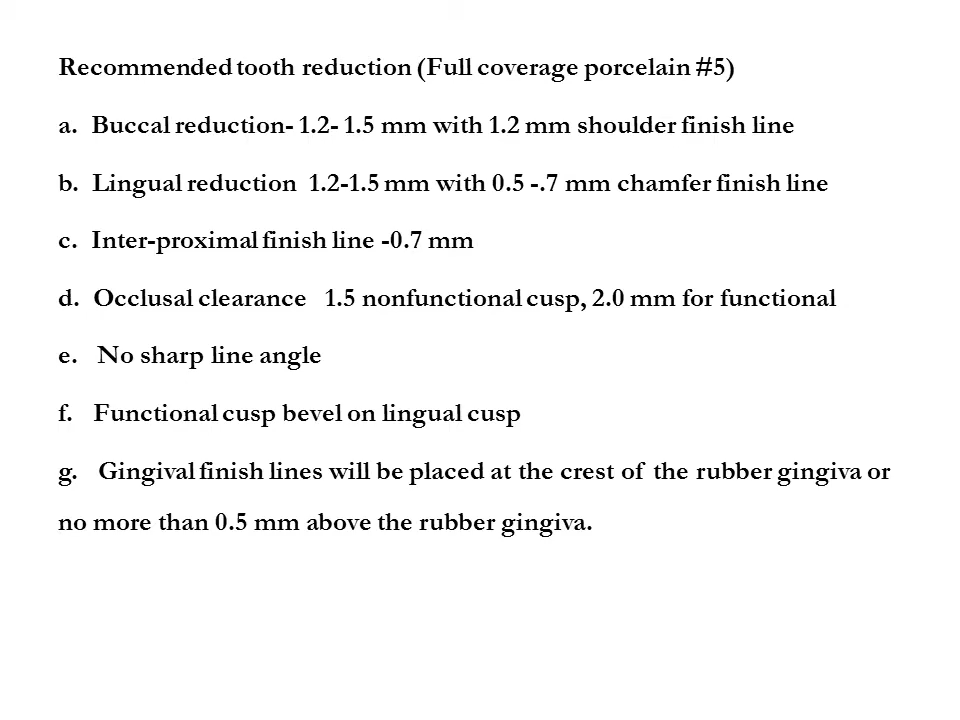 Recommended tooth reduction (Full coverage porcelain #5)
a. Buccal reduction- 1.2- 1.5 mm with 1.2 mm shoulder finish line
b. Lingual reduction 1.2-1.5 mm with 0.5 -.7 mm chamfer finish line
c. Inter-proximal finish line -0.7 mm
d. Occlusal clearance 1.5 nonfunctional cusp, 2.0 mm for functional
e. No sharp line angle
f. Functional cusp bevel on lingual cusp
g. Gingival finish lines will be placed at the crest of the rubber gingiva or
no more than 0.5 mm above the rubber gingiva.